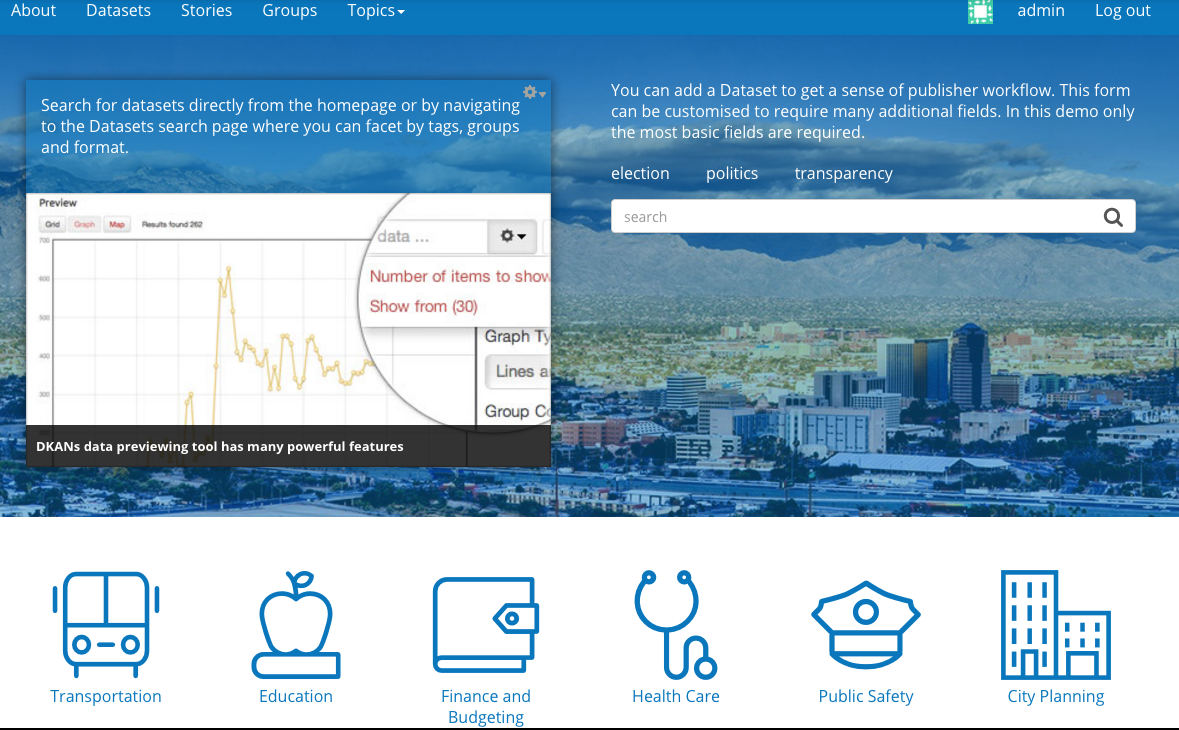 About Datasets Stories Groups Topics admin Log out
Search for datasets directly from the homepage or by navigating
to the Datasets search page where you can facet by tags, groups
and format.
Preview
Grid Graph Map Results found 262
700
600
500
400
300
data ...
Number of items to show
Show from (30)
Graph Ty
Lines a
Group Co
DKANs data previewing tool has many powerful features
You can add a Dataset to get a sense of publisher workflow. This form
can be customised to require many additional fields. In this demo only
the most basic fields are required.
election politics transparency
search
Transportation
Education
Finance and
Budgeting
Health Care
Public Safety
City Planning